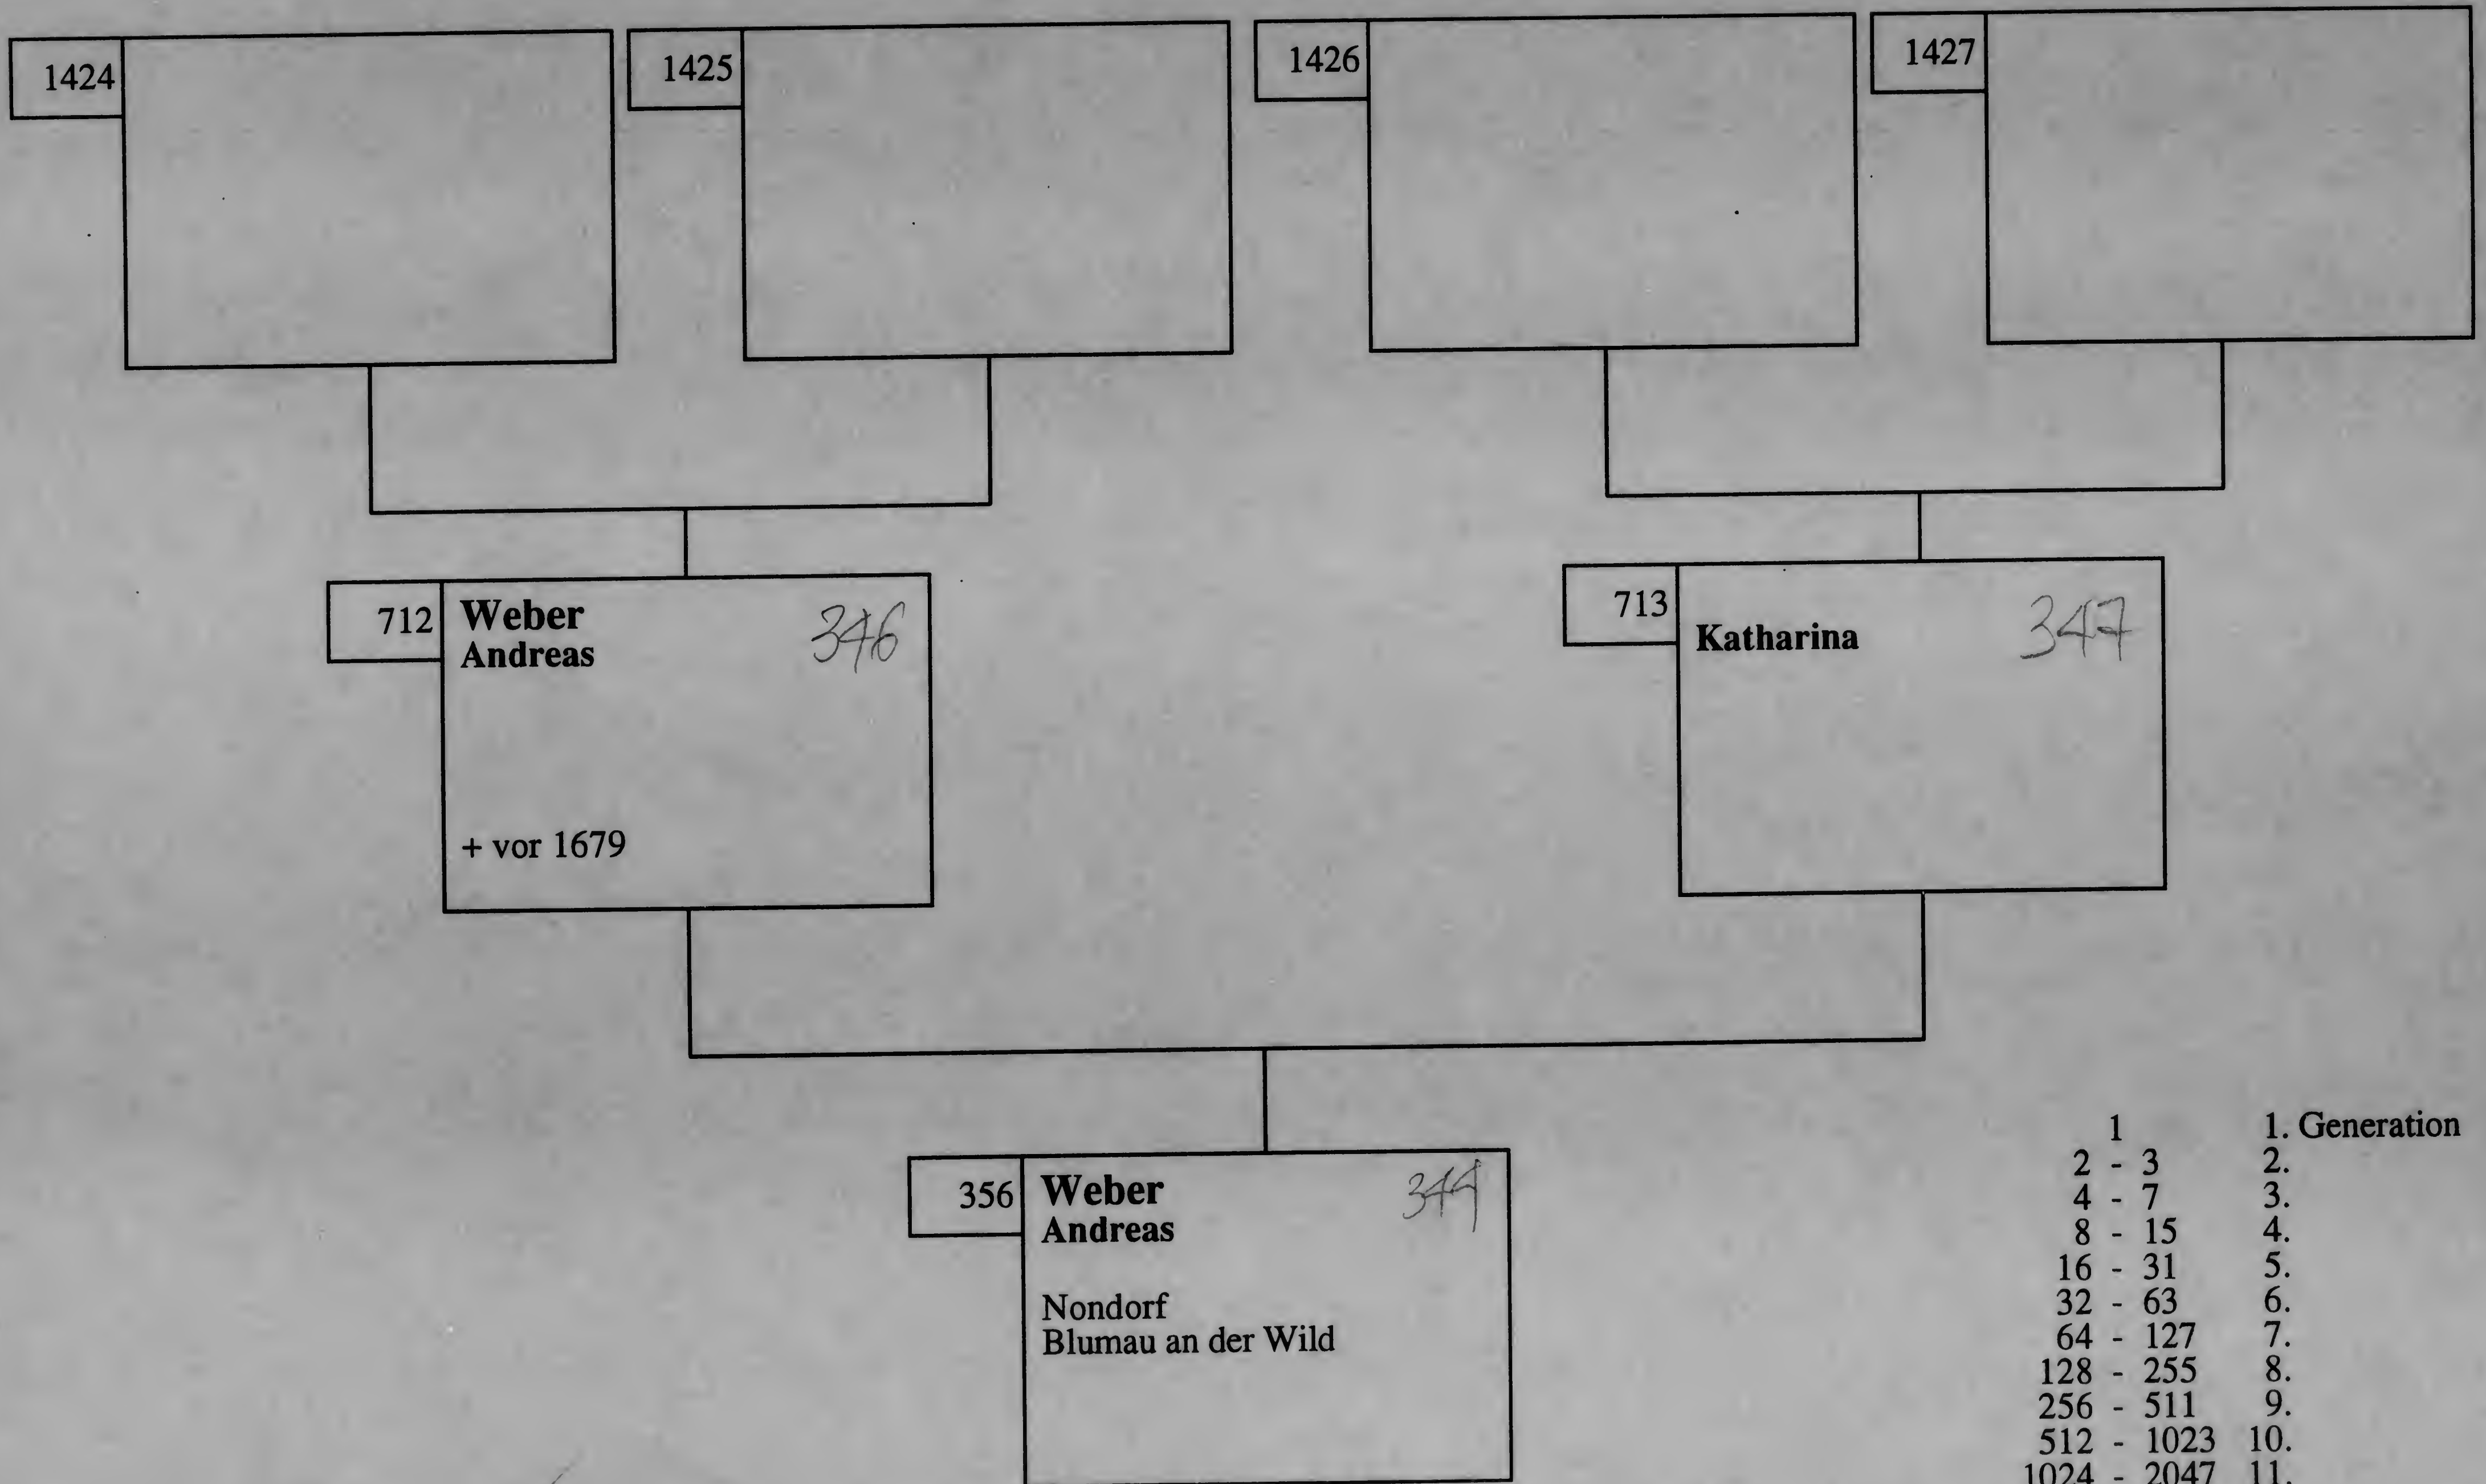 1424
1425
1426
1427
712
Weber
346
Andreas
+ vor 1679
713
Katharina
347
356
Weber
344
Andreas
Nondorf
Blumau an der Wild
1 1. Generation
2 - 3 2.
4 - 7 3.
8 - 15 4.
16 - 31 5.
32 - 63 6.
64 - 127 7.
128 - 255 8.
256 - 511 9.
512 - 1023 10.
1024 - 2047 11.